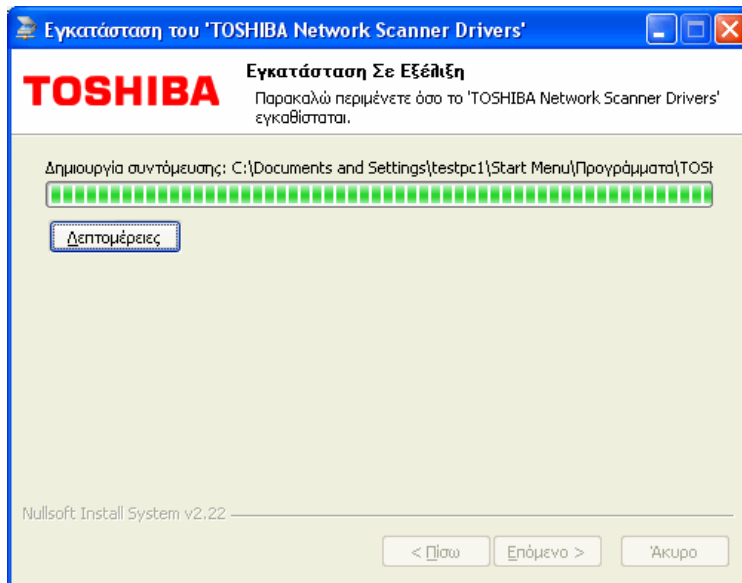 Εγκατάσταση του 'TOSHIBA Network Scanner Drivers'
TOSHIBA
Εγκατάσταση Σε Εξέλιξη
Παρακαλώ περιμένετε όσο το 'TOSHIBA Network Scanner Drivers'
εγκαθίσταται.
Δημιουργία συντόμευσης: C:\Documents and Settings\testpc1\Start Menu\Προγράμματα\TOSH
Λεπτομέρειες
Nullsoft Install System v2.22
< Πίσω
Επόμενο >
Άκυρο